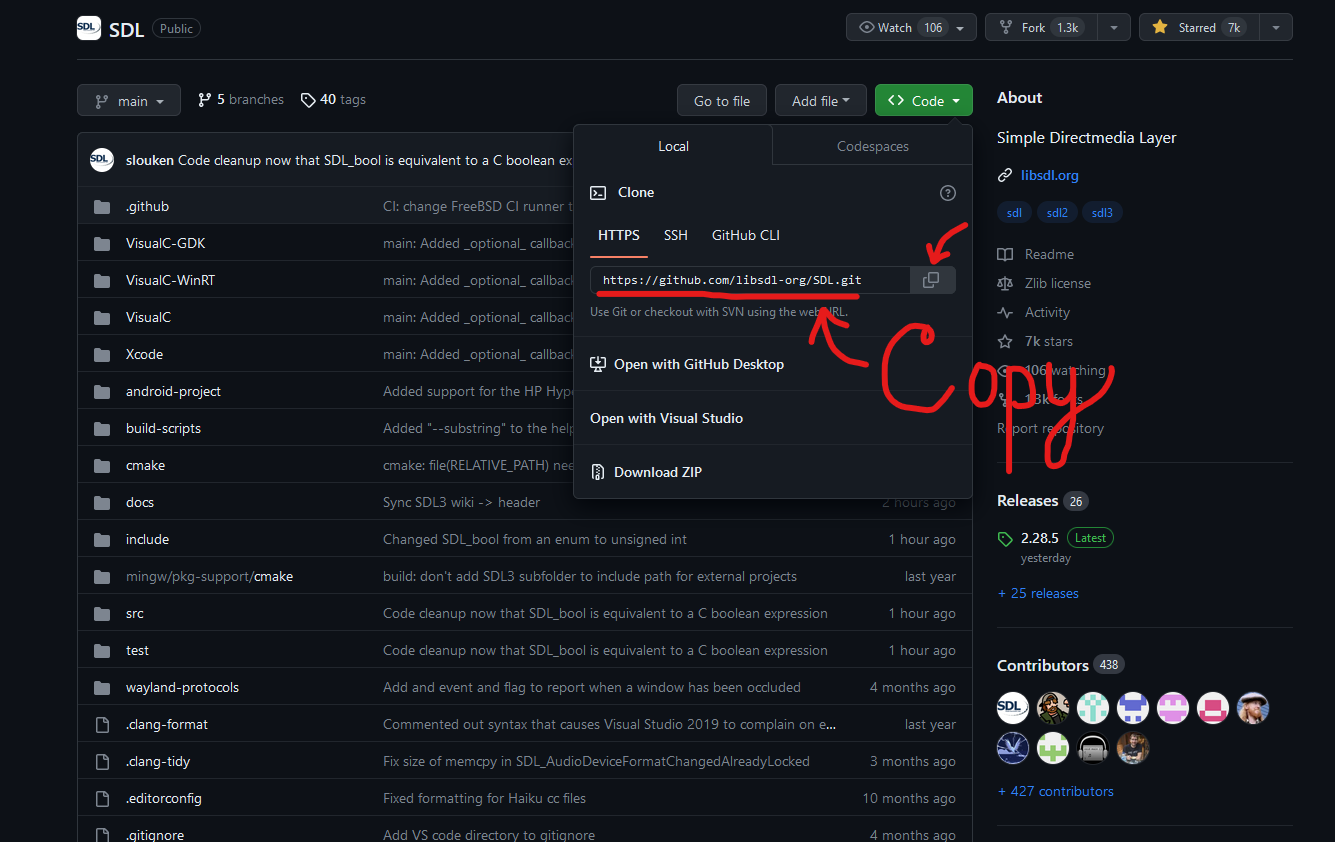 SDL SDL Public
Watch 106
Fork 1.3k
Starred 7k
main
5 branches
40 tags
Go to file
Add file
<> Code
SDL slouken Code cleanup now that SDL_bool is equivalent to a C boolean ex
.github CI: change FreeBSD CI runner t
VisualC-GDK main: Added _optional_ callback
VisualC-WinRT main: Added _optional_ callback
VisualC main: Added _optional_ callback
Xcode main: Added _optional_ callback
android-project Added support for the HP Hype
build-scripts Added "--substring" to the help
cmake cmake: file(RELATIVE_PATH) nee
docs Sync SDL3 wiki -> header 2 hours ago
include Changed SDL_bool from an enum to unsigned int 1 hour ago
mingw/pkg-support/cmake build: don't add SDL3 subfolder to include path for external projects last year
src Code cleanup now that SDL_bool is equivalent to a C boolean expression 1 hour ago
test Code cleanup now that SDL_bool is equivalent to a C boolean expression 1 hour ago
wayland-protocols Add and event and flag to report when a window has been occluded 4 months ago
.clang-format Commented out syntax that causes Visual Studio 2019 to complain on e... last year
.clang-tidy Fix size of memcpy in SDL_AudioDeviceFormatChangedAlreadyLocked 3 months ago
.editorconfig Fixed formatting for Haiku cc files 10 months ago
.gitignore Add VS code directory to gitignore 4 months ago
Local Codespaces
Clone
HTTPS SSH GitHub CLI
https://github.com/libsdl-org/SDL.git
Use Git or checkout with SVN using the web URL.
Copy
Open with GitHub Desktop
Open with Visual Studio
Download ZIP
About
Simple Directmedia Layer
libsdl.org
sdl sdl2 sdl3
Readme
Zlib license
Activity
7k stars
106 watching
1.3k forks
Report repository
Releases 26
2.28.5 Latest
yesterday
+ 25 releases
Contributors 438
SDL
+ 427 contributors